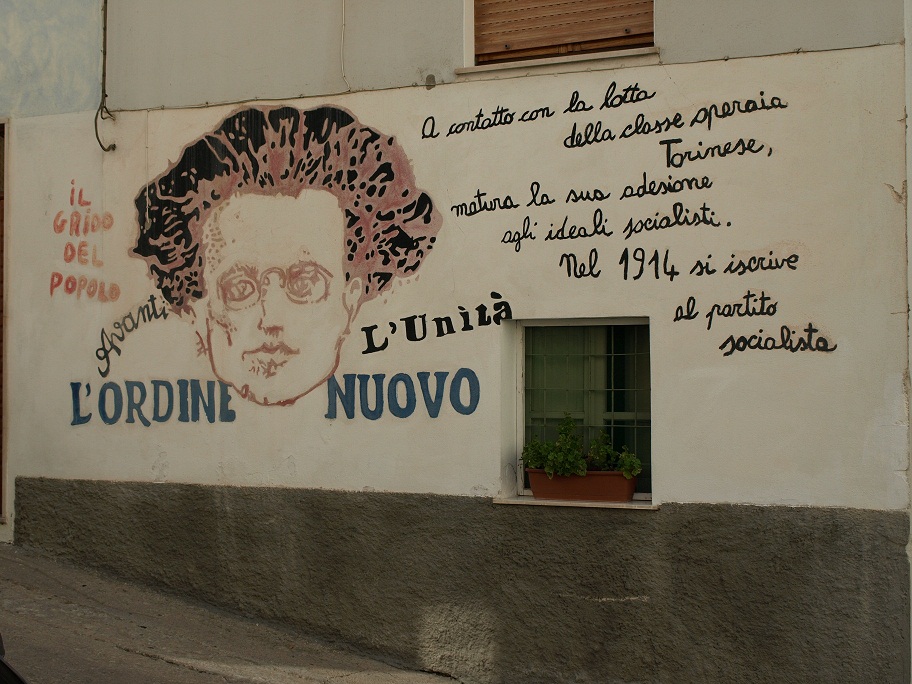 IL
GRIDO
DEL
POPOLO
Avanti
L'ORDINE NUOVO
L'Unità
A contatto con la lotta
della classe operaia
Torinese,
matura la sua adesione
agli ideali socialisti.
Nel 1914 si iscrive
al partito
socialista